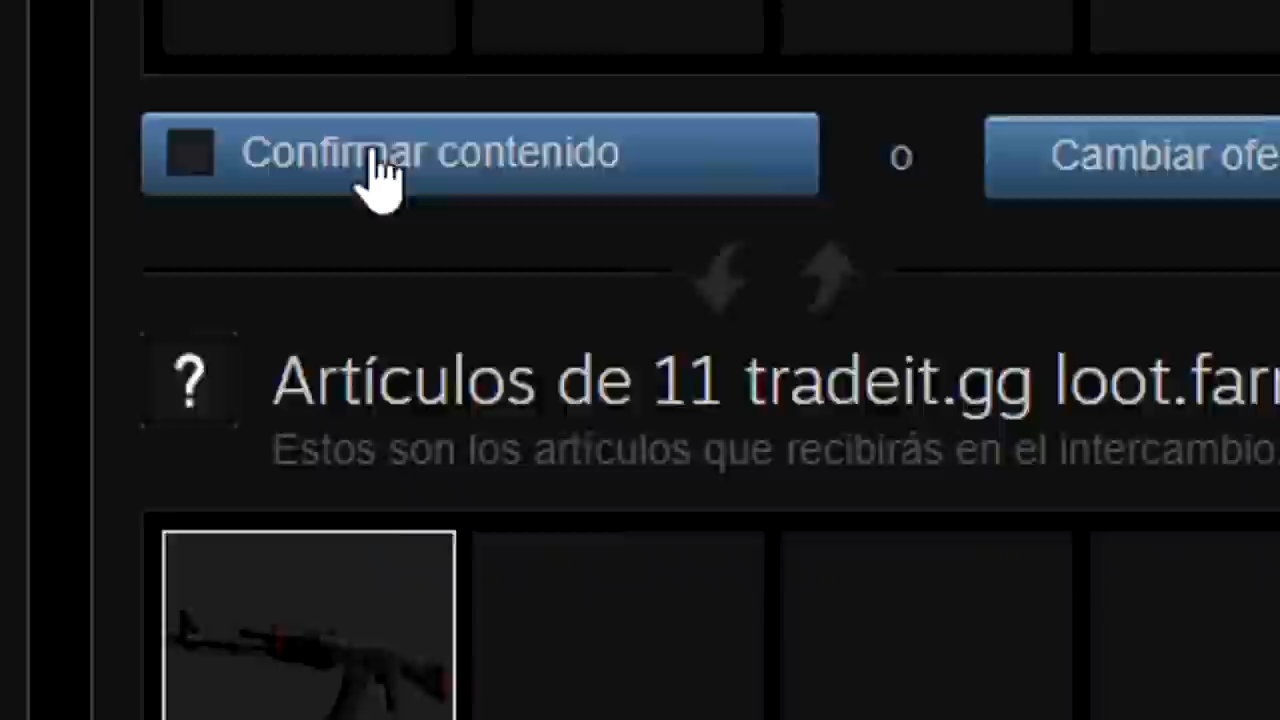 Confirmar contenido
o
Cambiar ofe
?
Artículos de 11 tradeit.gg loot.farm
Estos son los artículos que recibirás en el intercambio.